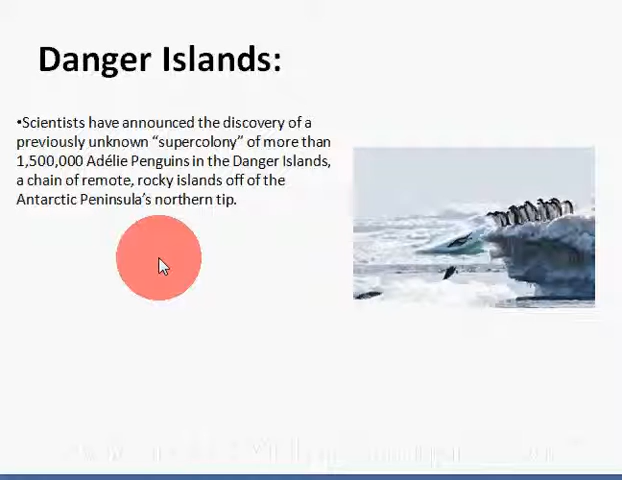 Danger Islands:
•Scientists have announced the discovery of a
previously unknown “supercolony” of more than
1,500,000 Adélie Penguins in the Danger Islands,
a chain of remote, rocky islands off of the
Antarctic Peninsula’s northern tip.